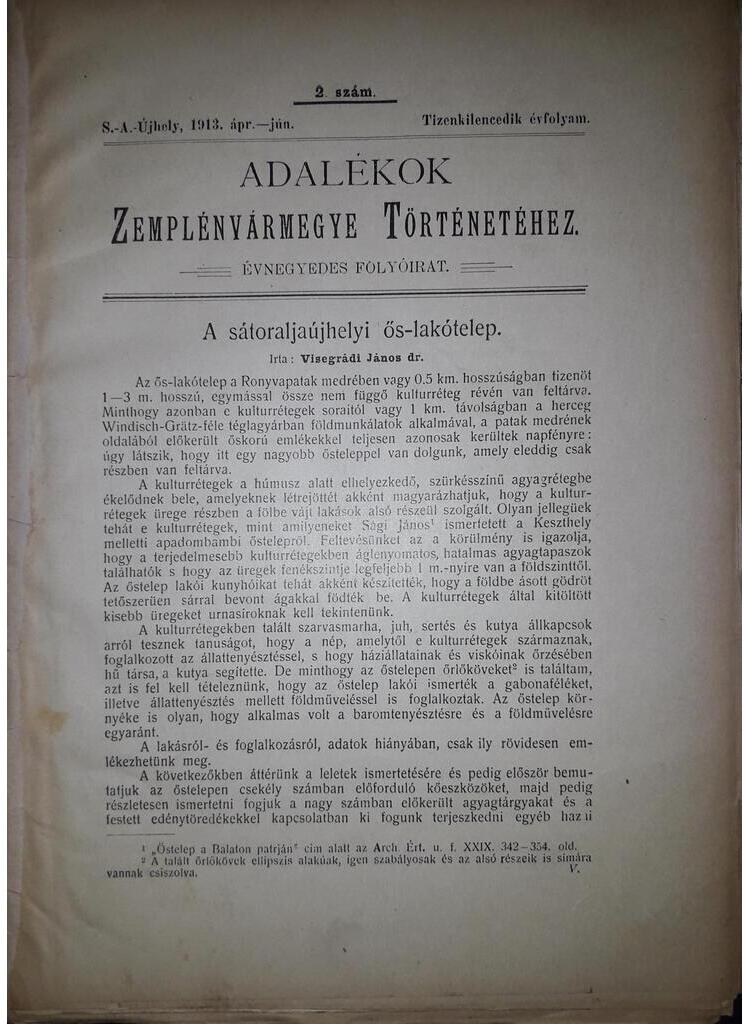 2. szám.
S.-A.-Újhely, 1913. ápr.—jún.
Tizenkilencedik évfolyam.
ADALÉKOK
ZEMPLÉNVÁRMEGYE TÖRTÉNETÉHEZ.
ÉVNEGYEDES FOLYÓIRAT.
A sátoraljaújhelyi ős-lakótelep.
Irta: Visegrádi János dr.
Az ős-lakótelep a Ronyvapatak medrében vagy 0.5 km. hosszúságban tizenöt
1—3 m. hosszú, egymással össze nem függő kulturréteg révén van feltárva.
Minthogy azonban e kulturrétegek soraitól vagy 1 km. távolságban a herceg
Windisch-Grätz-féle téglagyárban földmunkálatok alkalmával, a patak medrének
oldalából előkerült őskorú emlékekkel teljesen azonosak kerültek napfényre:
úgy látszik, hogy itt egy nagyobb ősteleppel van dolgunk, amely eleddig csak
részben van feltárva.
A kulturrétegek a húmusz alatt elhelyezkedő, szürkésszínű agyagrétegbe
ékelődnek bele, amelyeknek létrejöttét akként magyarázhatjuk, hogy a kultur-
rétegek ürege részben a fölbe vájt lakások alsó részeül szolgált. Olyan jellegüek
tehát e kulturrétegek, mint amilyeneket Sági János¹ ismertetett a Keszthely
melletti apadombambi őstelepről. Feltevésünket az a körülmény is igazolja,
hogy a terjedelmesebb kulturrétegekben áglenyomatos, hatalmas agyagtapaszok
találhatók s hogy az üregek fenékszintje legfeljebb 1 m.-nyire van a földszinttől.
Az őstelep lakói kunyhóikat tehát akként készítették, hogy a földbe ásott gödröt
tetőszerüen sárral bevont ágakkal födték be. A kulturrétegek által kitöltött
kisebb üregeket urnasíroknak kell tekintenünk.
A kulturrétegekben talált szarvasmarha, juh, sertés és kutya állkapcsok
arról tesznek tanuságot, hogy a nép, amelytől e kulturrétegek származnak,
foglalkozott az állattenyésztéssel, s hogy háziállatainak és viskóinak őrzésében
hű társa, a kutya segítette. De minthogy az őstelepen őrlőköveket² is találtam,
azt is fel kell tételeznünk, hogy az őstelep lakói ismerték a gabonaféléket,
illetve állattenyésztés mellett földműveléssel is foglalkoztak. Az őstelep kör-
nyéke is olyan, hogy alkalmas volt a baromtenyésztésre és a földművelésre
egyaránt.
A lakásról- és foglalkozásról, adatok hiányában, csak ily rövidesen em-
lékezhetünk meg.
A következőkben áttérünk a leletek ismertetésére és pedig először bemu-
tatjuk az őstelepen csekély számban előforduló kőeszközöket, majd pedig
részletesen ismertetni fogjuk a nagy számban előkerült agyagtárgyakat és a
festett edénytöredékekkel kapcsolatban ki fogunk terjeszkedni egyéb hazii
¹ „Őstelep a Balaton patrján" cim alatt az Arch. Ért. u. f. XXIX. 342—354. old.
² A talált őrlőkövek ellipszis alakúak, igen szabályosak és az alsó részeik is simára
vannak csiszolva.
V.